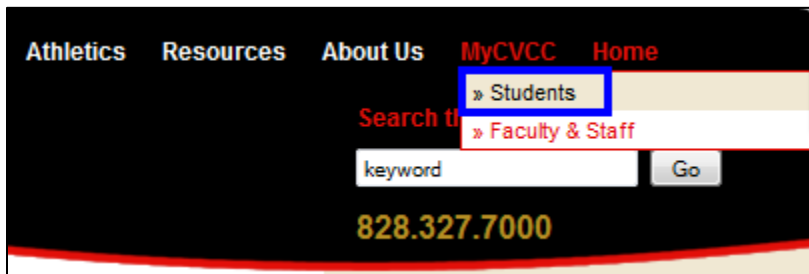 Athletics Resources About Us MyCVCC Home
» Students
Search th
» Faculty & Staff
keyword Go
828.327.7000